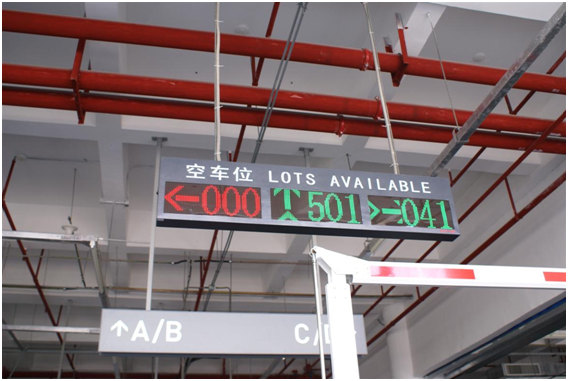 空车位 LOTS AVAILABLE
←000 ↑501 →041
↑A/B C/D